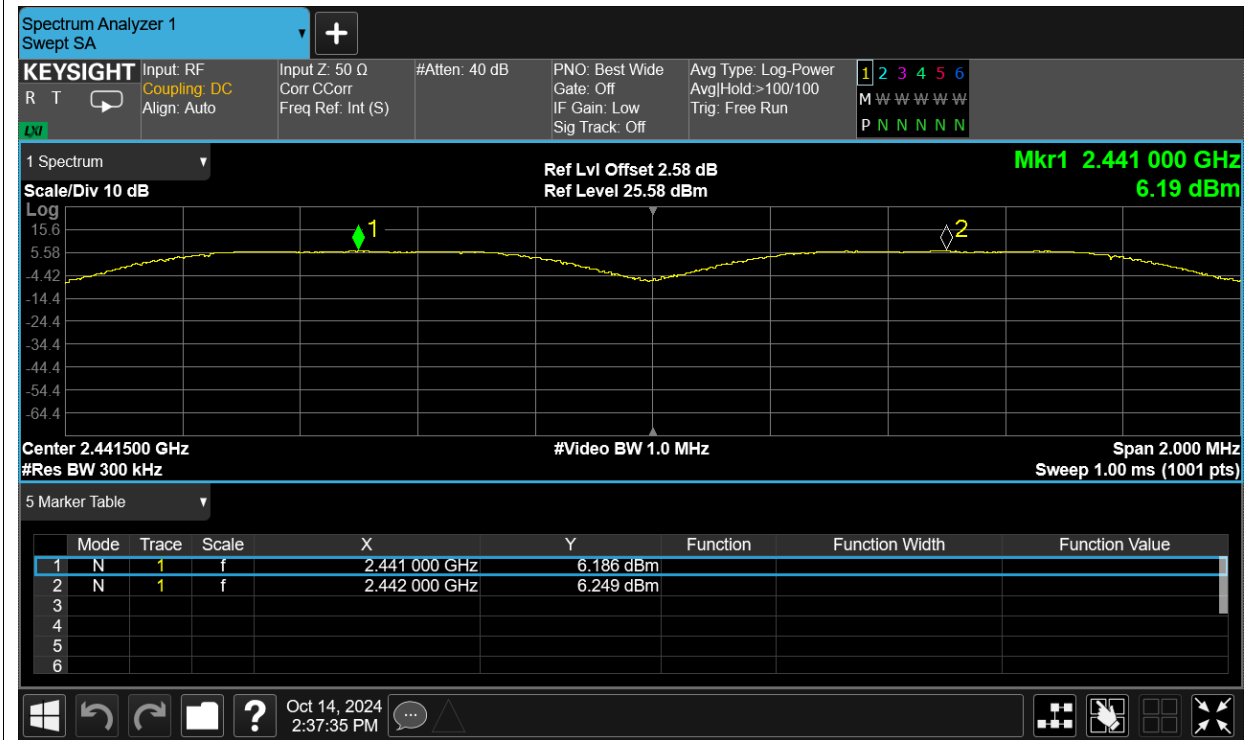 Spectrum Analyzer 1
Swept SA
KEYSIGHT
R T
LXI
Input: RF
Coupling: DC
Align: Auto
Input Z: 50 Ω
Corr CCorr
Freq Ref: Int (S)
#Atten: 40 dB
PNO: Best Wide
Gate: Off
IF Gain: Low
Sig Track: Off
Avg Type: Log-Power
Avg|Hold:>100/100
Trig: Free Run
1 2 3 4 5 6
M W W W W W
P N N N N N
1 Spectrum
Scale/Div 10 dB
Ref Lvl Offset 2.58 dB
Ref Level 25.58 dBm
Mkr1 2.441 000 GHz
6.19 dBm
Log
15.6
5.58
-4.42
-14.4
-24.4
-34.4
-44.4
-54.4
-64.4
1
2
Center 2.441500 GHz
#Video BW 1.0 MHz
Span 2.000 MHz
#Res BW 300 kHz
Sweep 1.00 ms (1001 pts)
5 Marker Table
Mode Trace Scale X Y Function Function Width Function Value
1 N 1 f 2.441 000 GHz 6.186 dBm
2 N 1 f 2.442 000 GHz 6.249 dBm
3
4
5
6
?
Oct 14, 2024
2:37:35 PM